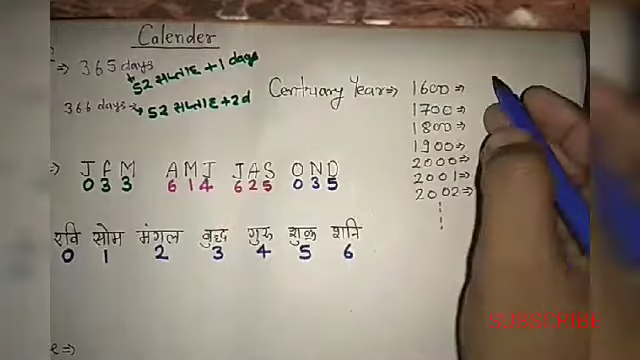 Calender
⇒ 365 days
↳ 52 सप्ताह + 1 days
366 days ↳ 52 सप्ताह + 2d
Centuary Year ⇒ 1600 ⇒
1700 ⇒
1800 ⇒
1900 ⇒
2000 ⇒
2001 ⇒
2002 ⇒
⇒ J F M A M J J A S O N D
0 3 3 6 1 4 6 2 5 0 3 5
रवि सोम मंगल बुद्ध गुरु शुक्र शनि
0 1 2 3 4 5 6
SUBSCRIBE
⇒